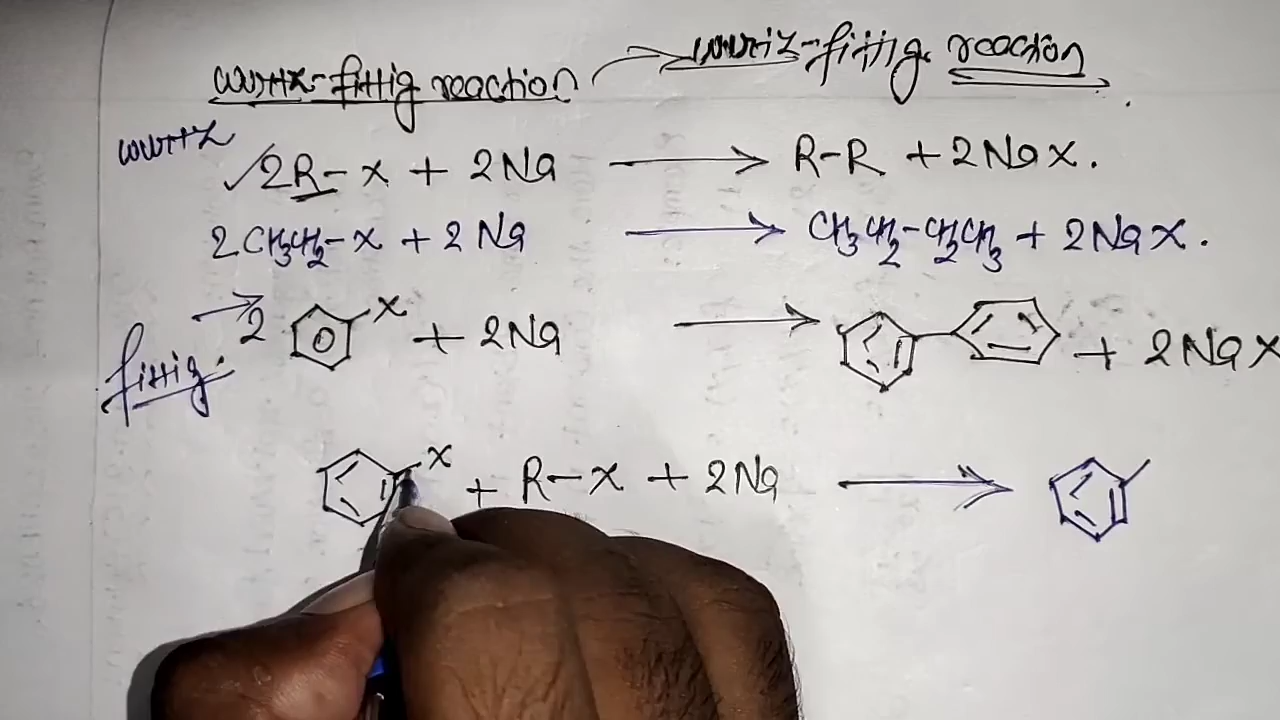 wurtz-fittig reaction → wurtz-fittig reaction
wurtz
2R-X + 2Na → R-R + 2NaX.
2CH₃CH₂-X + 2Na → CH₃CH₂-CH₂CH₃ + 2NaX.
fittig:
2 X + 2Na → + 2NaX
X + R-X + 2Na →